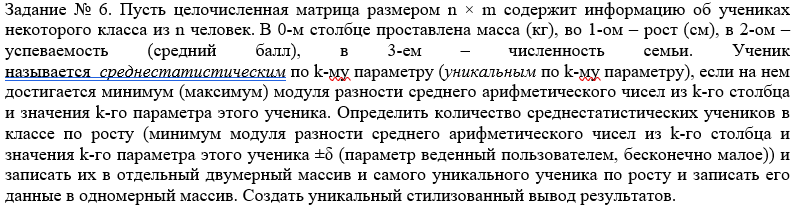 Задание № 6. Пусть целочисленная матрица размером n × m содержит информацию об учениках
некоторого класса из n человек. В 0-м столбце проставлена масса (кг), во 1-ом – рост (см), в 2-ом –
успеваемость (средний балл), в 3-ем – численность семьи. Ученик
называется среднестатистическим по k-му параметру (уникальным по k-му параметру), если на нем
достигается минимум (максимум) модуля разности среднего арифметического чисел из k-го столбца
и значения k-го параметра этого ученика. Определить количество среднестатистических учеников в
классе по росту (минимум модуля разности среднего арифметического чисел из k-го столбца и
значения k-го параметра этого ученика ±δ (параметр веденный пользователем, бесконечно малое)) и
записать их в отдельный двумерный массив и самого уникального ученика по росту и записать его
данные в одномерный массив. Создать уникальный стилизованный вывод результатов.